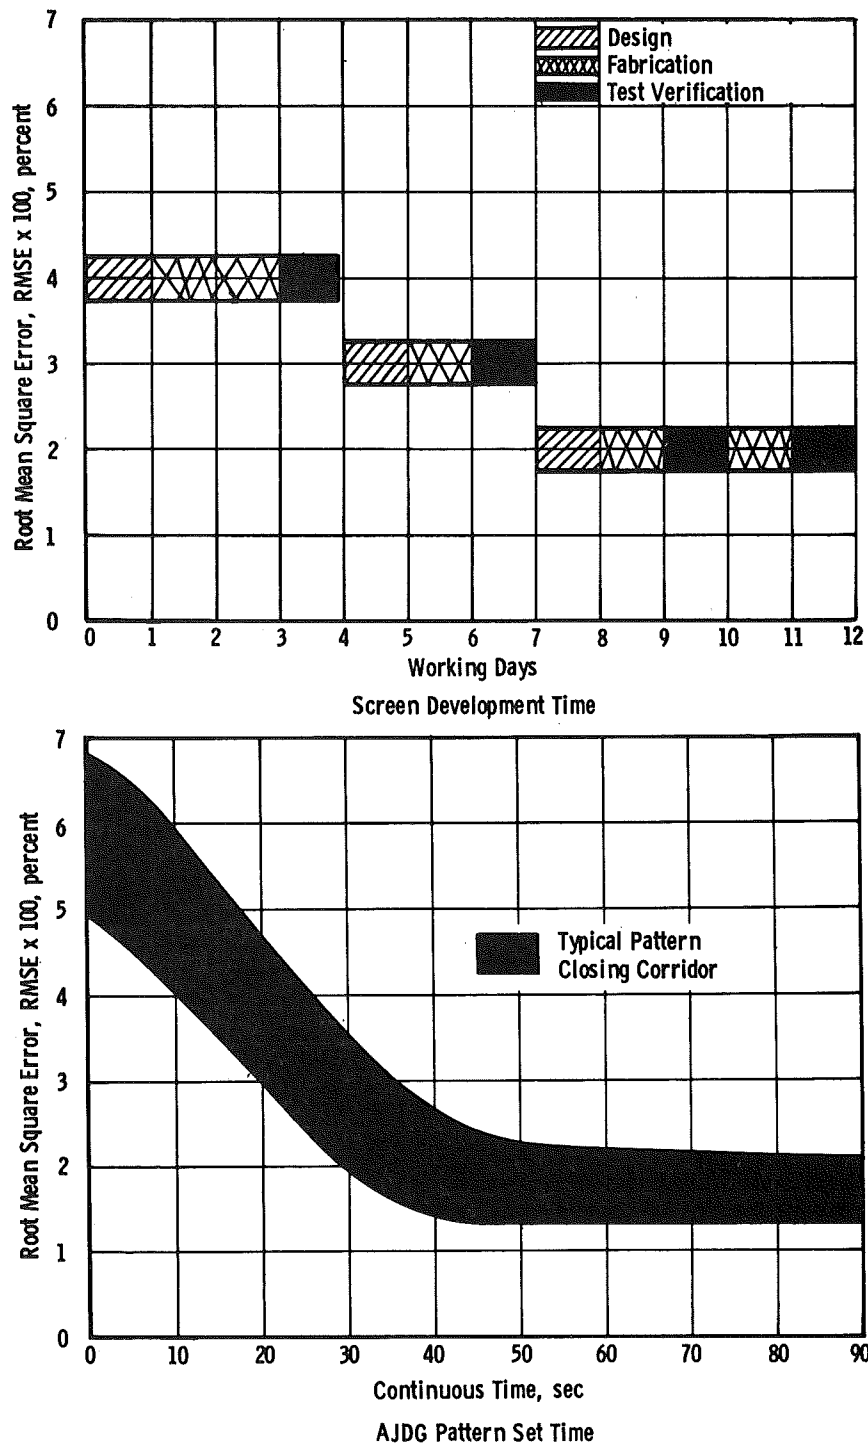 7
6
5
4
3
2
1
0
Root Mean Square Error, RMSE x 100, percent
Design
Fabrication
Test Verification
0 1 2 3 4 5 6 7 8 9 10 11 12
Working Days
Screen Development Time
7
6
5
4
3
2
1
0
Root Mean Square Error, RMSE x 100, percent
Typical Pattern
Closing Corridor
0 10 20 30 40 50 60 70 80 90
Continuous Time, sec
AJDG Pattern Set Time